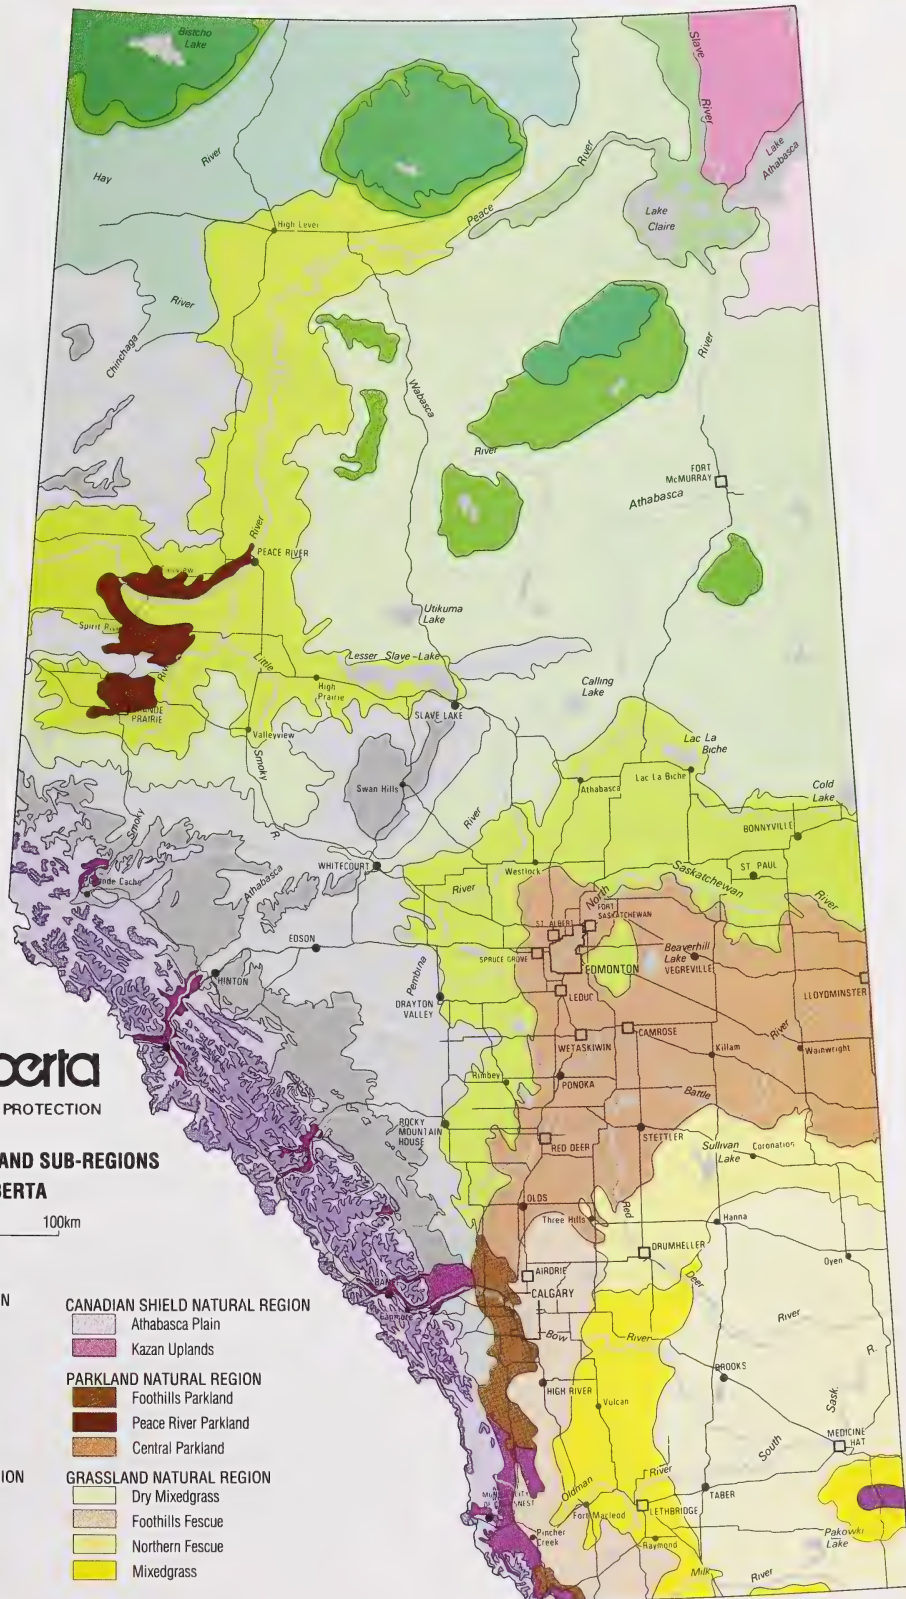 Bistcho
Lake
Slave
River
Lake
Athabasca
Hay
River
River
Peace
Lake
Claire
High Level
River
Chinchaga
River
Wabasca
River
FORT
McMURRAY
Athabasca
River
PEACE RIVER
Utikuma
Lake
Spirit
Lesser Slave Lake
Little
Calling
Lake
High
Prairie
SLAVE LAKE
PRAIRIE
Valleyview
Smoky
R.
Lac La
Biche
Lac La Biche
Athabasca
Swan Hills
Cold
Lake
BONNYVILLE
River
Smoky
WHITECOURT
Westlock
ST. PAUL
Saskatchewan
River
Grande Cache
Athabasca
River
North
FORT
SASKATCHEWAN
ST. ALBERT
EDSON
SPRUCE GROVE
Beaverhill
Lake
VEGREVILLE
EDMONTON
HINTON
Pembina
LEDUC
LLOYDMINSTER
DRAYTON
VALLEY
CAMROSE
River
WETASKIWIN
Killam
Wainwright
berta
PROTECTION
Rimbey
PONOKA
Battle
ROCKY
MOUNTAIN
HOUSE
RED DEER
STETTLER
Sullivan
Lake
Coronation
AND SUB-REGIONS
BERTA
100km
OLDS
Three Hills
Red
Hanna
DRUMHELLER
Oyen
AIRDRIE
Deer
BANFF
CALGARY
Canmore
Bow
River
River
R.
N
CANADIAN SHIELD NATURAL REGION
Athabasca Plain
Kazan Uplands
PARKLAND NATURAL REGION
Foothills Parkland
Peace River Parkland
Central Parkland
ION
GRASSLAND NATURAL REGION
Dry Mixedgrass
Foothills Fescue
Northern Fescue
Mixedgrass
BROOKS
HIGH RIVER
Vulcan
Sask.
South
MEDICINE
HAT
Oldman
River
TABER
Fort Macleod
LETHBRIDGE
Pincher
Creek
Raymond
Pakowki
Lake
Milk
River